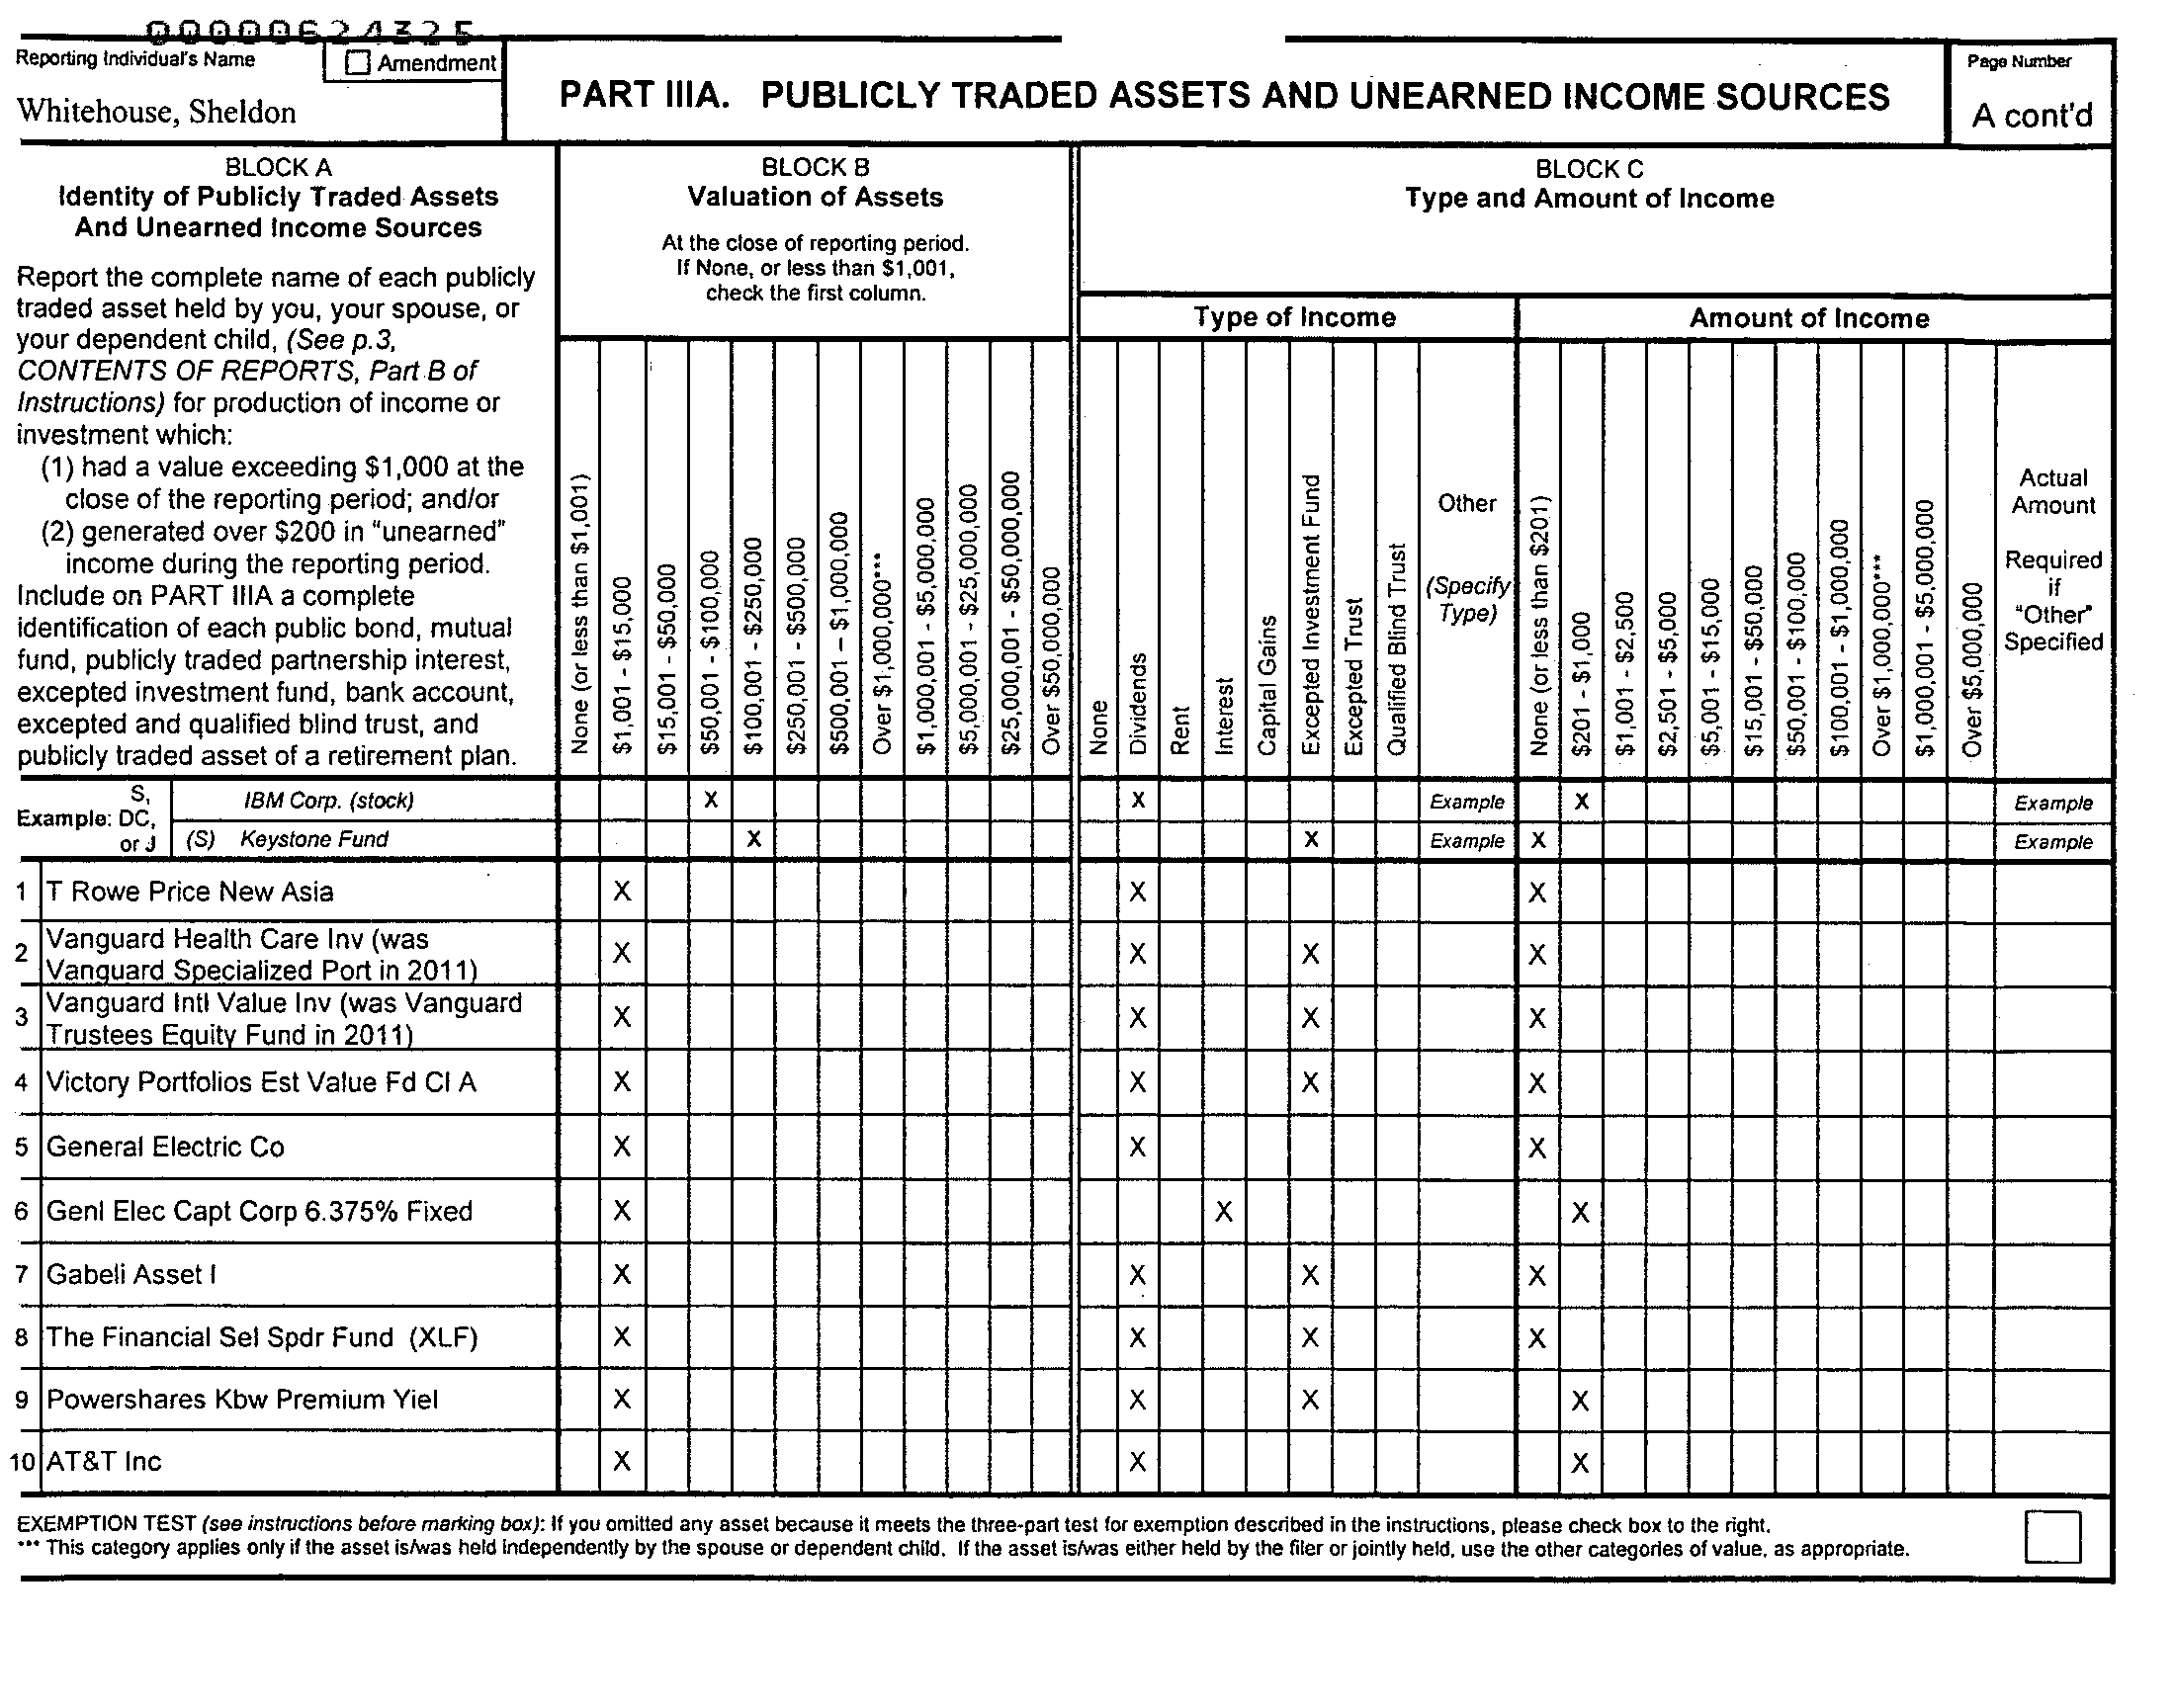 00000624325
Reporting Individual's Name
Amendment
Whitehouse, Sheldon
PART IIIA. PUBLICLY TRADED ASSETS AND UNEARNED INCOME SOURCES
Page Number
A cont'd
BLOCK A
Identity of Publicly Traded Assets
And Unearned Income Sources
Report the complete name of each publicly
traded asset held by you, your spouse, or
your dependent child, (See p.3,
CONTENTS OF REPORTS, Part B of
Instructions) for production of income or
investment which:
(1) had a value exceeding $1,000 at the
close of the reporting period; and/or
(2) generated over $200 in "unearned"
income during the reporting period.
Include on PART IIIA a complete
identification of each public bond, mutual
fund, publicly traded partnership interest,
excepted investment fund, bank account,
excepted and qualified blind trust, and
publicly traded asset of a retirement plan.
BLOCK B
Valuation of Assets
At the close of reporting period.
If None, or less than $1,001,
check the first column.
None (or less than $1,001)
$1,001 - $15,000
$15,001 - $50,000
$50,001 - $100,000
$100,001 - $250,000
$250,001 - $500,000
$500,001 – $1,000,000
Over $1,000,000***
$1,000,001 - $5,000,000
$5,000,001 - $25,000,000
$25,000,001 - $50,000,000
Over $50,000,000
BLOCK C
Type and Amount of Income
Type of Income
None
Dividends
Rent
Interest
Capital Gains
Excepted Investment Fund
Excepted Trust
Qualified Blind Trust
Other
(Specify
Type)
Amount of Income
None (or less than $201)
$201 - $1,000
$1,001 - $2,500
$2,501 - $5,000
$5,001 - $15,000
$15,001 - $50,000
$50,001 - $100,000
$100,001 - $1,000,000
Over $1,000,000***
$1,000,001 - $5,000,000
Over $5,000,000
Actual
Amount
Required
if
"Other"
Specified
Example:
S,
DC,
or J
IBM Corp. (stock) X X Example X Example
(S) Keystone Fund X X Example X Example
1 T Rowe Price New Asia X X X
2 Vanguard Health Care Inv (was
Vanguard Specialized Port in 2011) X X X X
3 Vanguard Intl Value Inv (was Vanguard
Trustees Equity Fund in 2011) X X X X
4 Victory Portfolios Est Value Fd Cl A X X X X
5 General Electric Co X X X
6 Genl Elec Capt Corp 6.375% Fixed X X X
7 Gabeli Asset I X X X X
8 The Financial Sel Spdr Fund (XLF) X X X X
9 Powershares Kbw Premium Yiel X X X X
10 AT&T Inc X X X
EXEMPTION TEST (see instructions before marking box): If you omitted any asset because it meets the three-part test for exemption described in the instructions, please check box to the right.
*** This category applies only if the asset is/was held independently by the spouse or dependent child. If the asset is/was either held by the filer or jointly held, use the other categories of value, as appropriate.